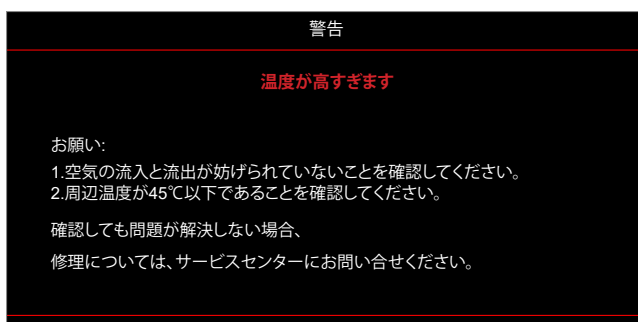 警告
温度が高すぎます
お願い:
1.空気の流入と流出が妨げられていないことを確認してください。
2.周辺温度が45℃以下であることを確認してください。
確認しても問題が解決しない場合、
修理については、サービスセンターにお問い合せください。